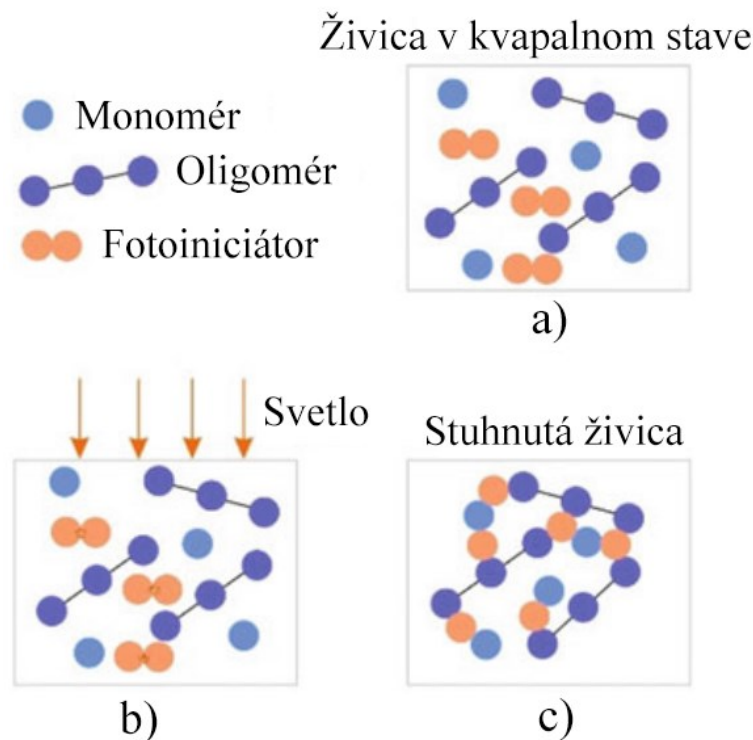 Živica v kvapalnom stave
Monomér
Oligomér
Fotoiniciátor
a)
Svetlo
Stuhnutá živica
b)
c)